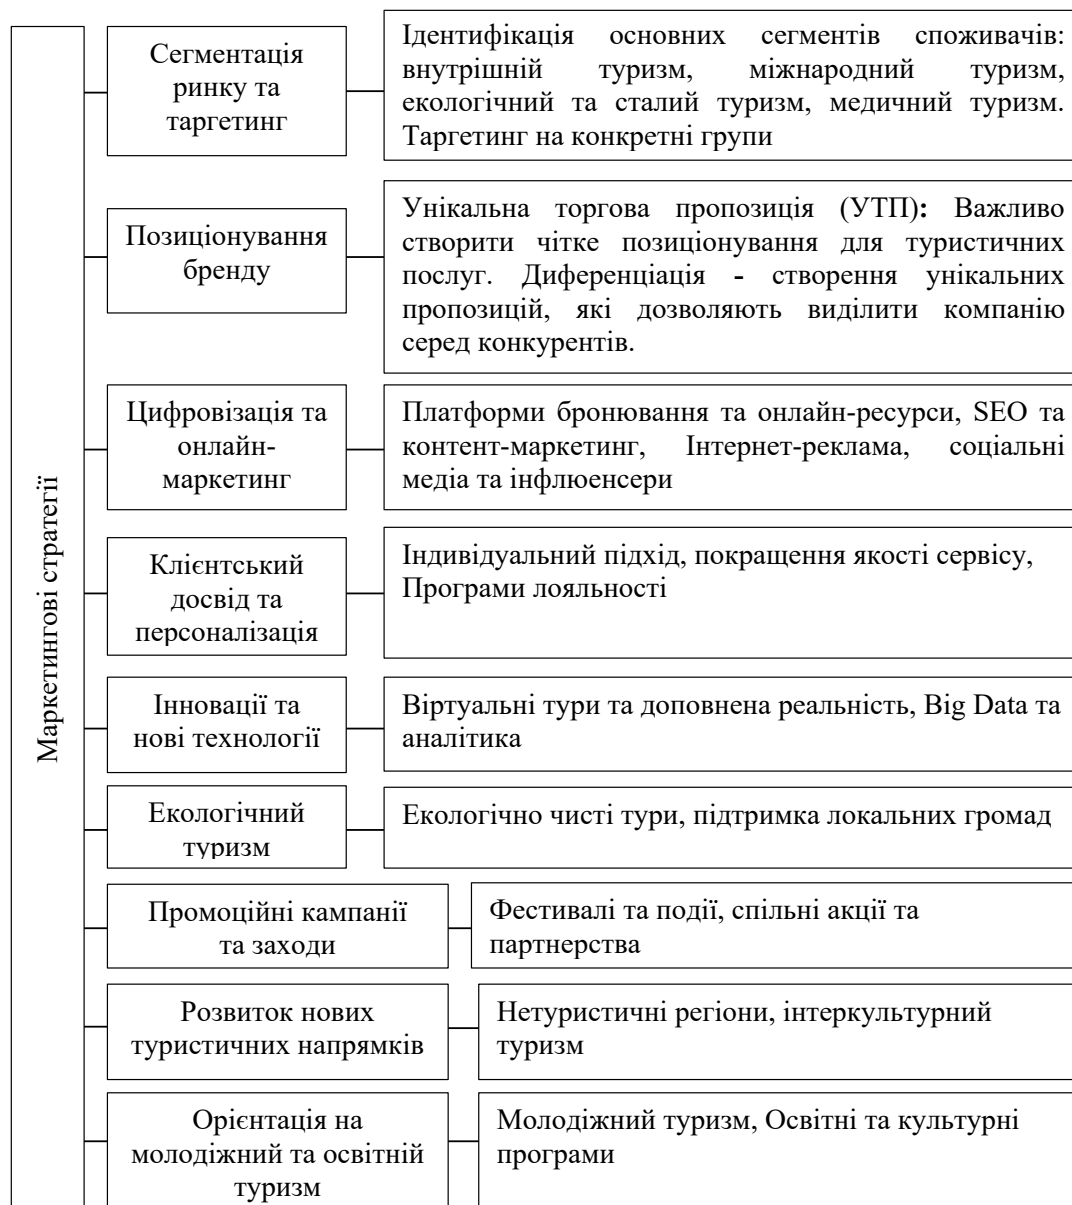 Маркетингові стратегії
Сегментація
ринку та
таргетинг
Ідентифікація основних сегментів споживачів:
внутрішній туризм, міжнародний туризм,
екологічний та сталий туризм, медичний туризм.
Таргетинг на конкретні групи
Позиціонування
бренду
Унікальна торгова пропозиція (УТП): Важливо
створити чітке позиціонування для туристичних
послуг. Диференціація - створення унікальних
пропозицій, які дозволяють виділити компанію
серед конкурентів.
Цифровізація та
онлайн-
маркетинг
Платформи бронювання та онлайн-ресурси, SEO та
контент-маркетинг, Інтернет-реклама, соціальні
медіа та інфлюенсери
Клієнтський
досвід та
персоналізація
Індивідуальний підхід, покращення якості сервісу,
Програми лояльності
Інновації та
нові технології
Віртуальні тури та доповнена реальність, Big Data та
аналітика
Екологічний
туризм
Екологічно чисті тури, підтримка локальних громад
Промоційні кампанії
та заходи
Фестивалі та події, спільні акції та
партнерства
Розвиток нових
туристичних напрямків
Нетуристичні регіони, інтеркультурний
туризм
Орієнтація на
молодіжний та освітній
туризм
Молодіжний туризм, Освітні та культурні
програми